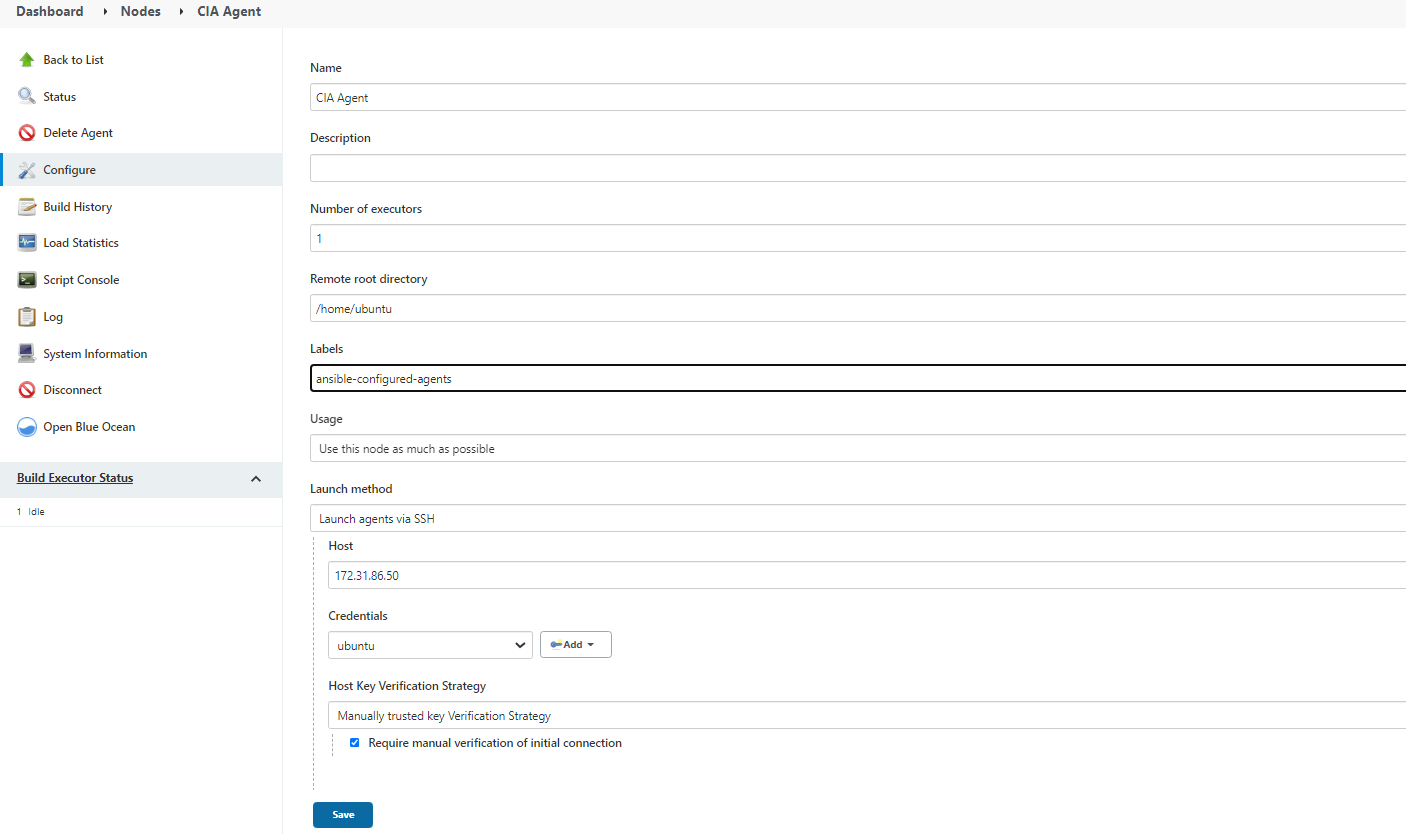 Dashboard Nodes CIA Agent
Back to List
Status
Delete Agent
Configure
Build History
Load Statistics
Script Console
Log
System Information
Disconnect
Open Blue Ocean
Build Executor Status
1 Idle
Name
CIA Agent
Description
Number of executors
1
Remote root directory
/home/ubuntu
Labels
ansible-configured-agents
Usage
Use this node as much as possible
Launch method
Launch agents via SSH
Host
172.31.86.50
Credentials
ubuntu Add
Host Key Verification Strategy
Manually trusted key Verification Strategy
Require manual verification of initial connection
Save